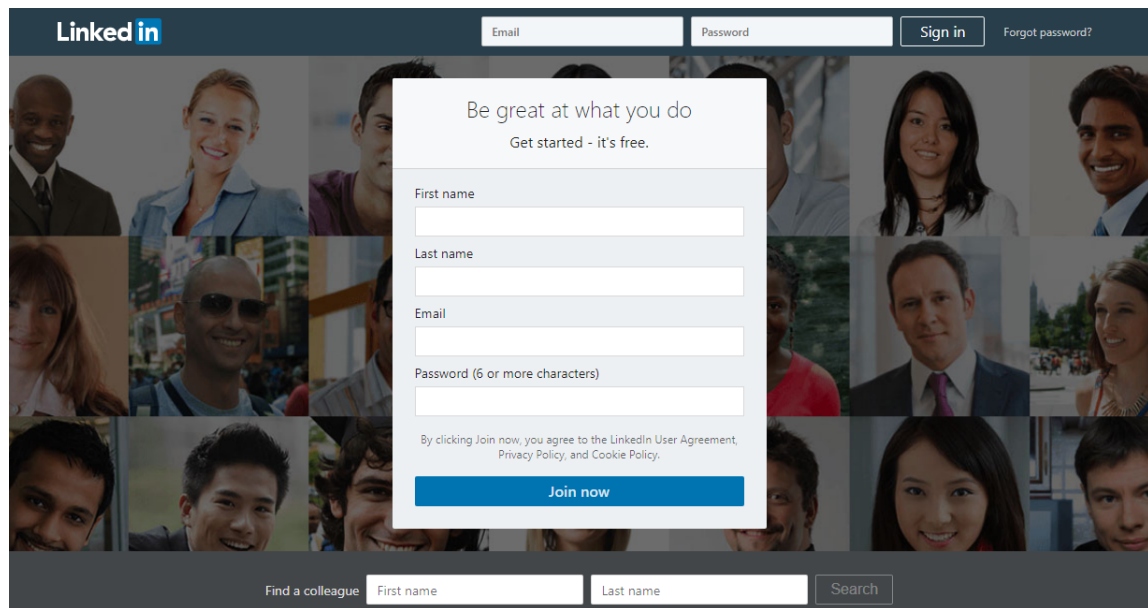 Linked in
Email
Password
Sign in
Forgot password?
Be great at what you do
Get started - it's free.
First name
Last name
Email
Password (6 or more characters)
By clicking Join now, you agree to the LinkedIn User Agreement,
Privacy Policy, and Cookie Policy.
Join now
Find a colleague
First name
Last name
Search